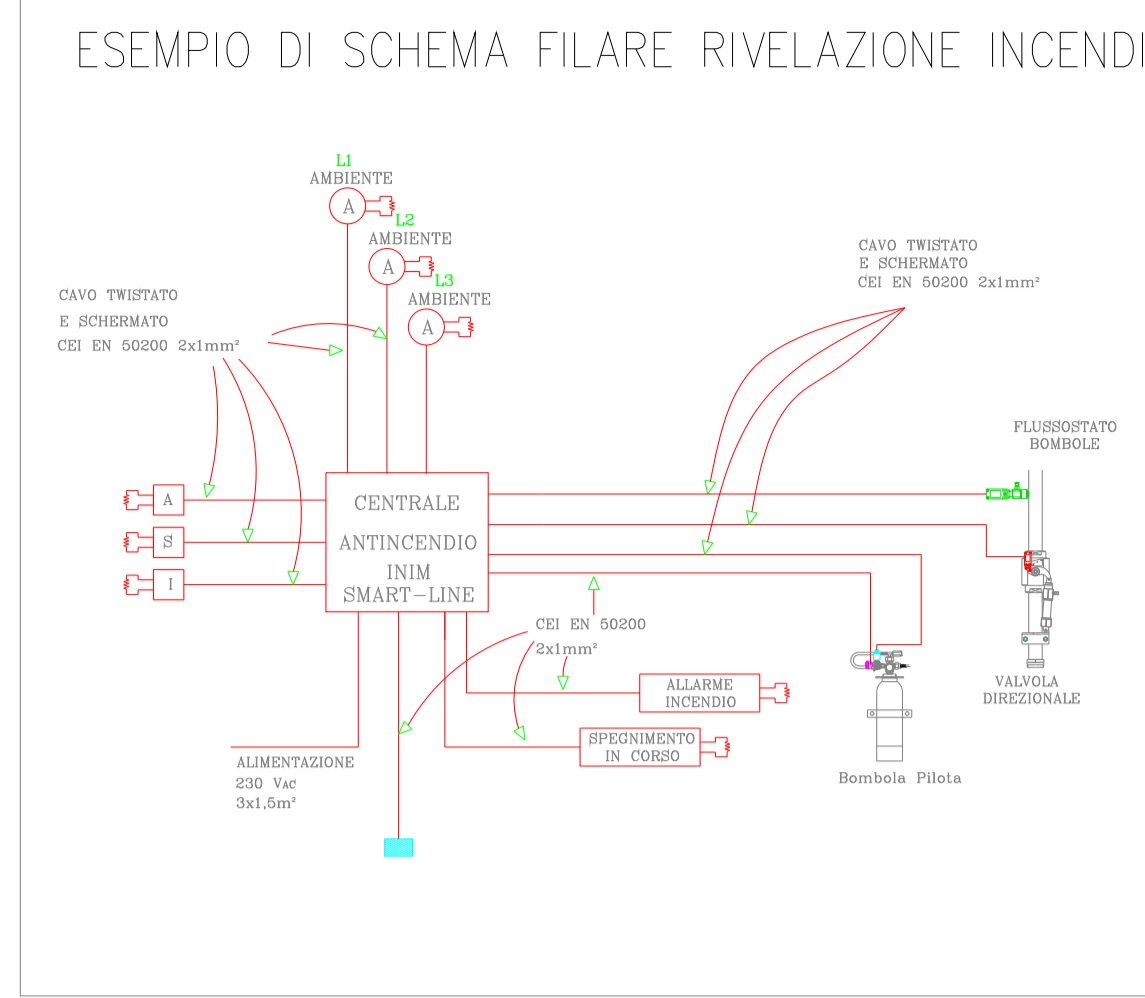 ESEMPIO DI SCHEMA FILARE RIVELAZIONE INCENDI
L1
AMBIENTE
A
L2
AMBIENTE
A
L3
AMBIENTE
A
CAVO TWISTATO
E SCHERMATO
CEI EN 50200 2x1mm²
CAVO TWISTATO
E SCHERMATO
CEI EN 50200 2x1mm²
FLUSSOSTATO
BOMBOLE
A
S
I
CENTRALE
ANTINCENDIO
INIM
SMART-LINE
CEI EN 50200
2x1mm²
ALLARME
INCENDIO
SPEGNIMENTO
IN CORSO
VALVOLA
DIREZIONALE
Bombola Pilota
ALIMENTAZIONE
230 VAC
3x1,5m²